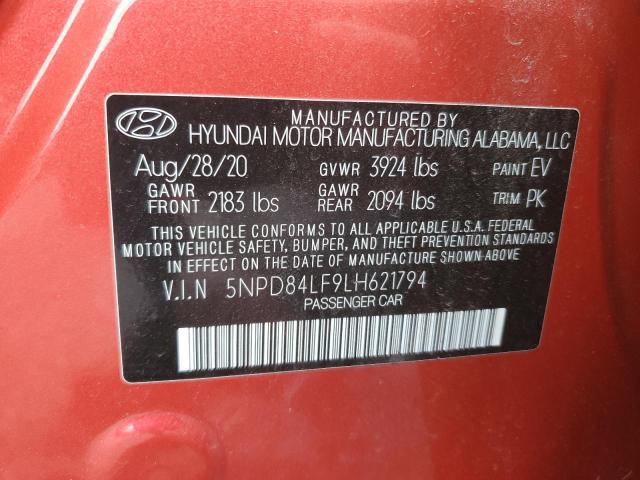 MANUFACTURED BY
HYUNDAI MOTOR MANUFACTURING ALABAMA, LLC
Aug/28/20 GVWR 3924 lbs PAINT EV
GAWR FRONT 2183 lbs GAWR REAR 2094 lbs TRIM PK
THIS VEHICLE CONFORMS TO ALL APPLICABLE U.S.A. FEDERAL
MOTOR VEHICLE SAFETY, BUMPER, AND THEFT PREVENTION STANDARDS
IN EFFECT ON THE DATE OF MANUFACTURE SHOWN ABOVE.
V.I.N 5NPD84LF9LH621794
PASSENGER CAR